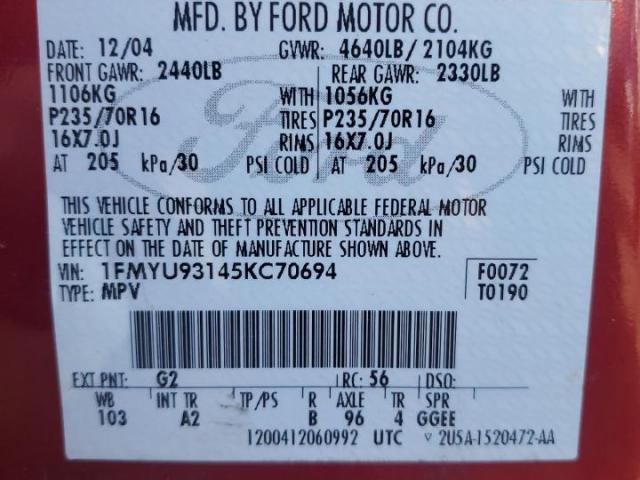 MFD. BY FORD MOTOR CO.
DATE: 12/04 GVWR: 4640LB/ 2104KG
FRONT GAWR: 2440LB REAR GAWR: 2330LB
1106KG WITH 1056KG WITH
P235/70R16 TIRES P235/70R16 TIRES
16X7.0J RIMS 16X7.0J RIMS
AT 205 kPa/30 PSI COLD AT 205 kPa/30 PSI COLD
Ford
THIS VEHICLE CONFORMS TO ALL APPLICABLE FEDERAL MOTOR
VEHICLE SAFETY AND THEFT PREVENTION STANDARDS IN
EFFECT ON THE DATE OF MANUFACTURE SHOWN ABOVE.
VIN: 1FMYU93145KC70694 F0072
TYPE: MPV T0190
EXT PNT: G2 RC: 56 DSO:
WB INT TR TP/PS R AXLE TR SPR
103 A2 B 96 4 GGEE
1200412060992 UTC V 2U5A-1520472-AA